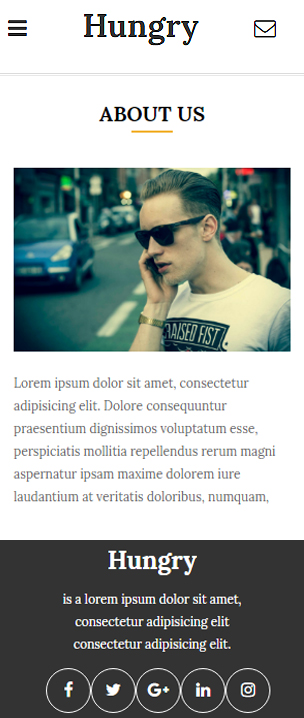 Hungry
ABOUT US
RAISED FIST
Lorem ipsum dolor sit amet, consectetur
adipisicing elit. Dolore consequuntur
praesentium dignissimos voluptatum esse,
perspiciatis mollitia repellendus rerum magni
aspernatur ipsam maxime dolorem iure
laudantium at veritatis doloribus, numquam,
Hungry
is a lorem ipsum dolor sit amet,
consectetur adipisicing elit
consectetur adipisicing elit.
f G+ in